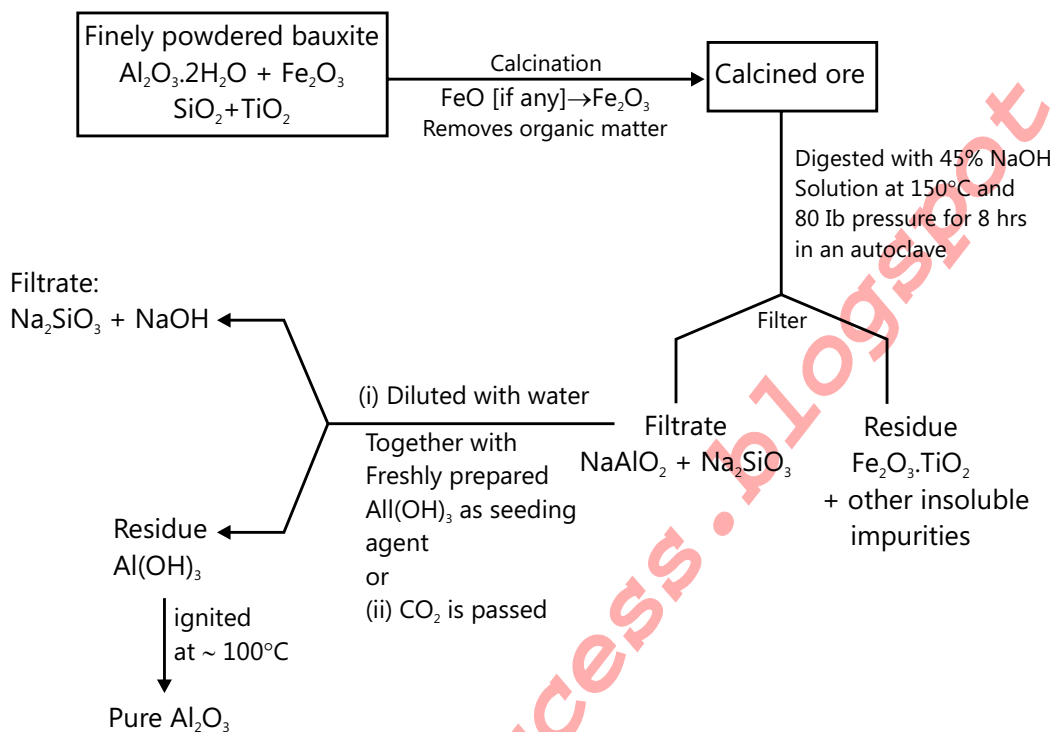 Finely powdered bauxite
Al₂O₃.2H₂O + Fe₂O₃
SiO₂+TiO₂
Calcination
FeO [if any]→Fe₂O₃
Removes organic matter
Calcined ore
Digested with 45% NaOH
Solution at 150°C and
80 Ib pressure for 8 hrs
in an autoclave
Filter
Filtrate
NaAlO₂ + Na₂SiO₃
Residue
Fe₂O₃.TiO₂
+ other insoluble
impurities
(i) Diluted with water
Together with
Freshly prepared
All(OH)₃ as seeding
agent
or
(ii) CO₂ is passed
Filtrate:
Na₂SiO₃ + NaOH
Residue
Al(OH)₃
ignited
at ~ 100°C
Pure Al₂O₃
cess.blogspot